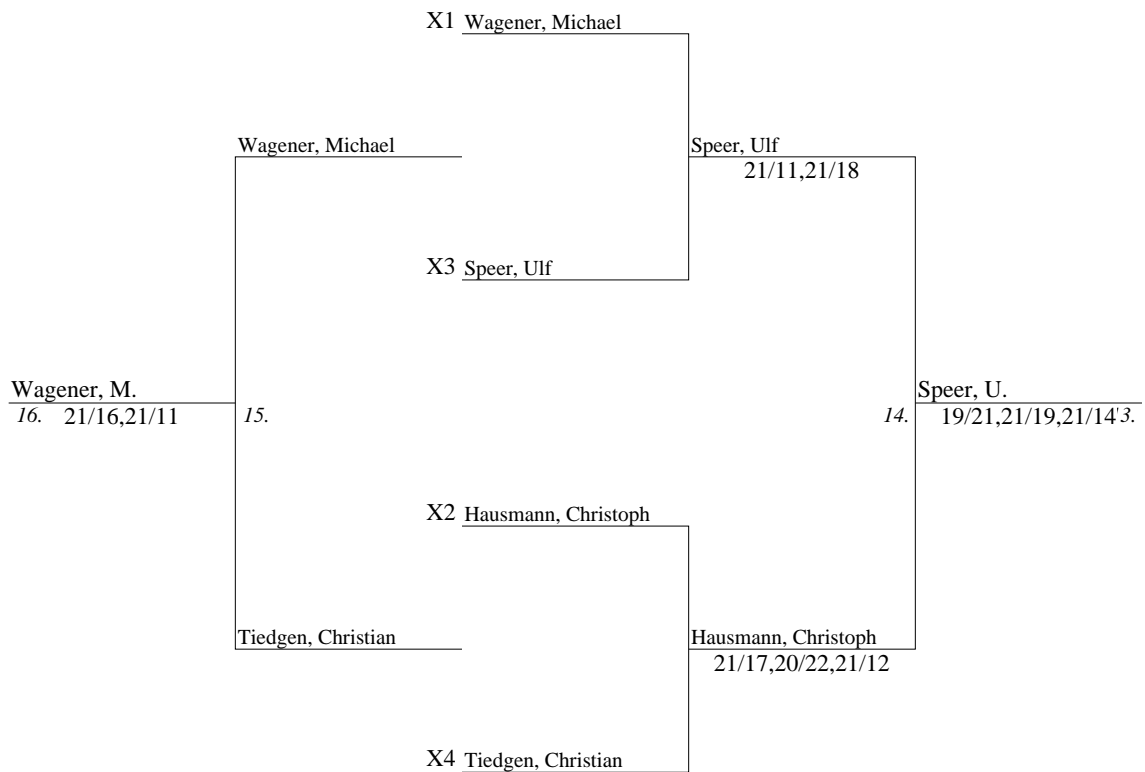 X1 Wagener, Michael
Wagener, Michael
Speer, Ulf
21/11,21/18
X3 Speer, Ulf
Wagener, M.
Speer, U.
16. 21/16,21/11
15.
14.
19/21,21/19,21/14'3.
X2 Hausmann, Christoph
Tiedgen, Christian
Hausmann, Christoph
21/17,20/22,21/12
X4 Tiedgen, Christian